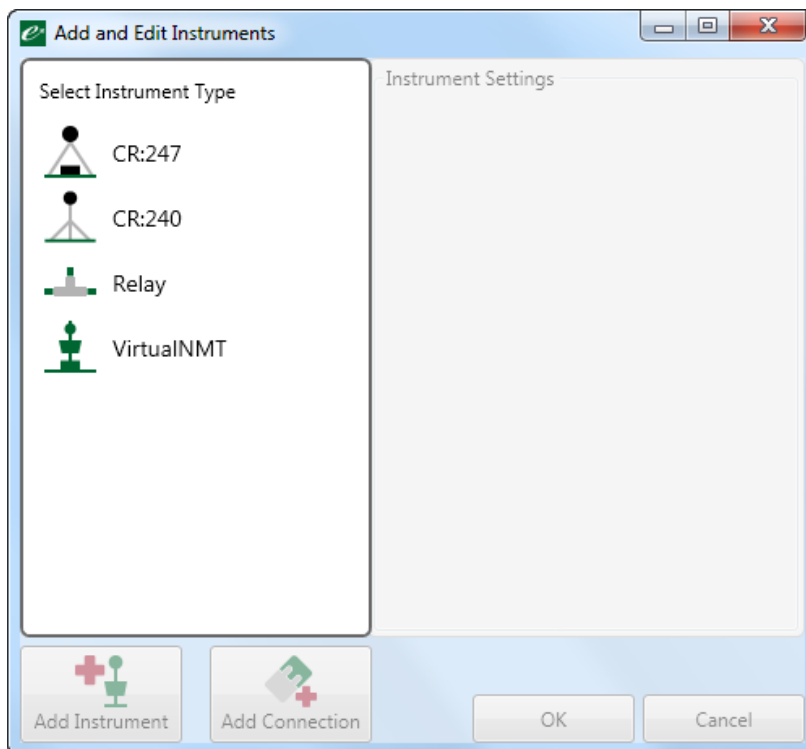 Add and Edit Instruments
Select Instrument Type
CR:247
CR:240
Relay
VirtualNMT
Instrument Settings
Add Instrument
Add Connection
OK
Cancel